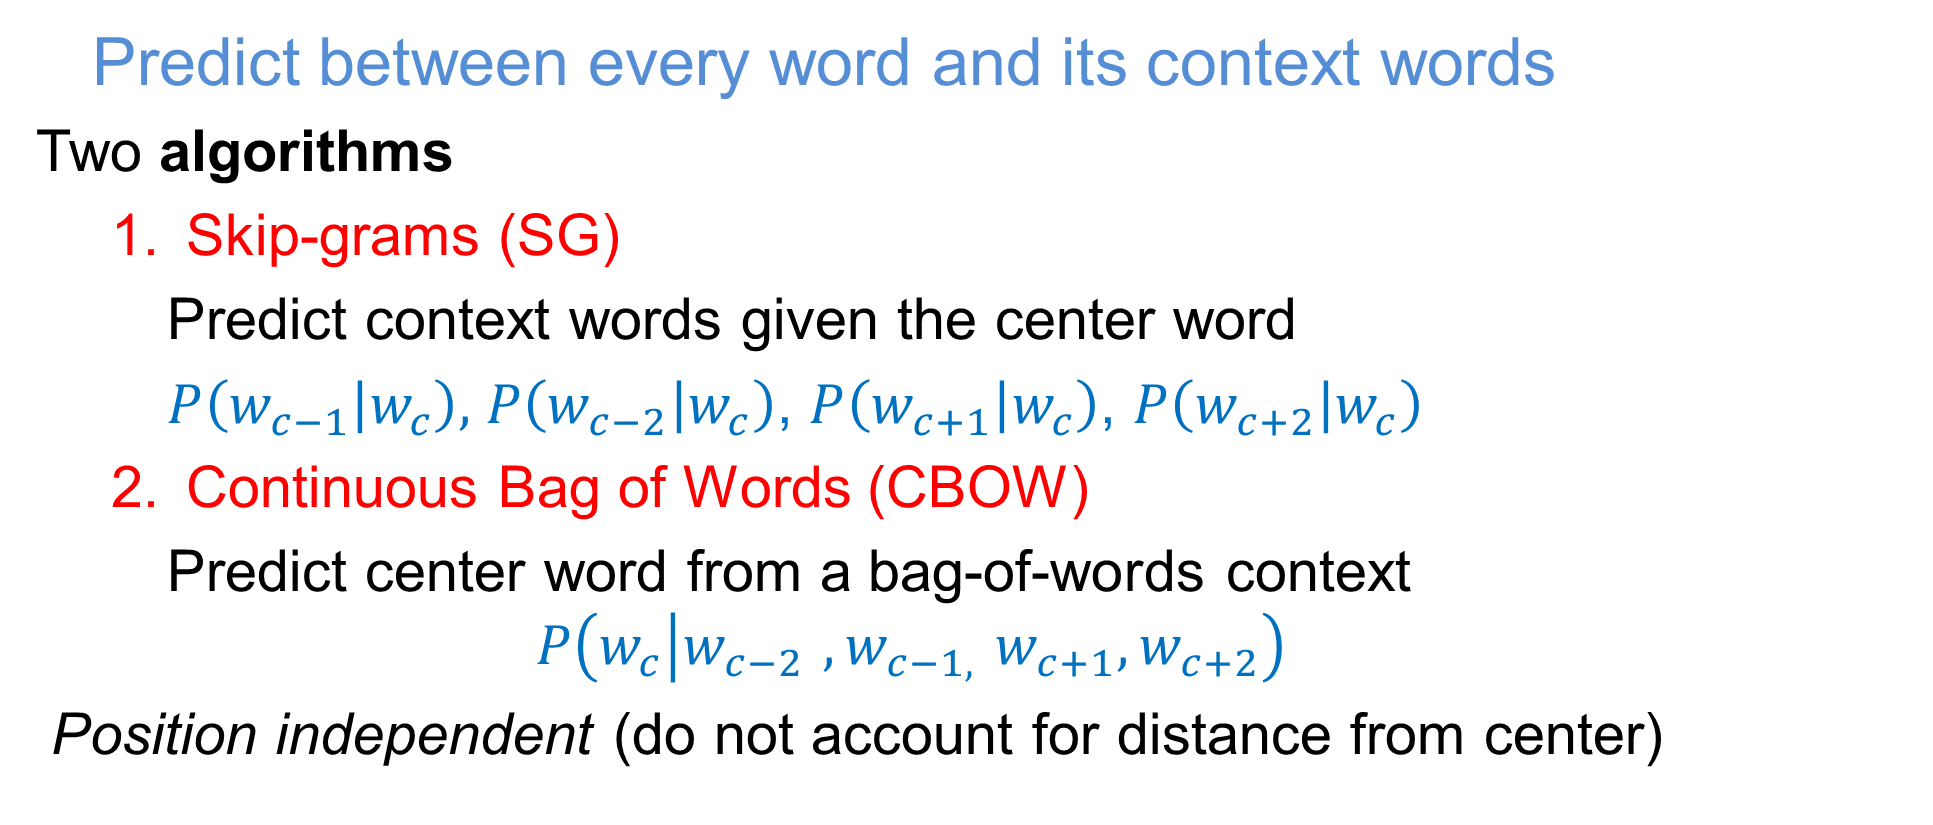 Predict between every word and its context words
Two algorithms
1. Skip-grams (SG)
Predict context words given the center word
P(w_{c−1}|w_c), P(w_{c−2}|w_c), P(w_{c+1}|w_c), P(w_{c+2}|w_c)
2. Continuous Bag of Words (CBOW)
Predict center word from a bag-of-words context
P(w_c|w_{c−2} , w_{c−1,} w_{c+1}, w_{c+2})
Position independent (do not account for distance from center)